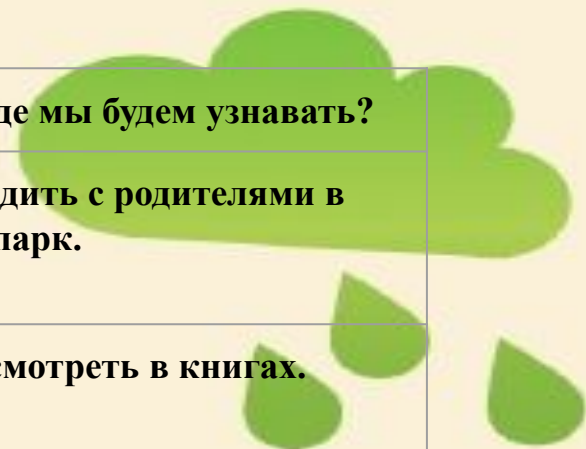 де мы будем узнавать?
дить с родителями в
парк.
смотреть в книгах.